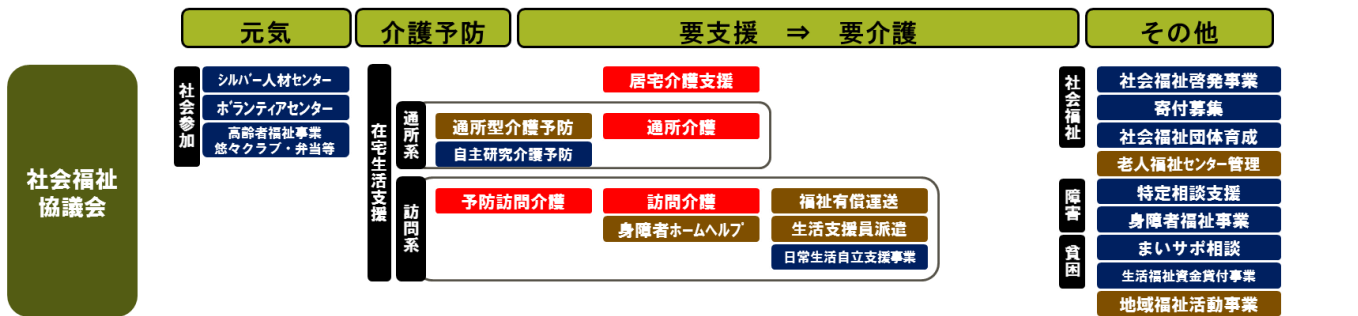 元気
介護予防
要支援 ⇒ 要介護
その他
社会福祉
協議会
社会参加
シルバー人材センター
ボランティアセンター
高齢者福祉事業
悠々クラブ・弁当等
在宅生活支援
居宅介護支援
通所系
通所型介護予防
通所介護
自主研究介護予防
訪問系
予防訪問介護
訪問介護
福祉有償運送
身障者ホームヘルプ
生活支援員派遣
日常生活自立支援事業
社会福祉
社会福祉啓発事業
寄付募集
社会福祉団体育成
老人福祉センター管理
障害
特定相談支援
身障者福祉事業
貧困
まいサポ相談
生活福祉資金貸付事業
地域福祉活動事業